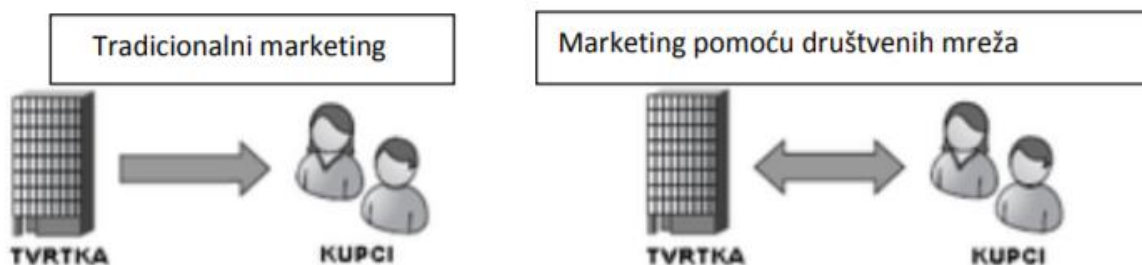 Tradicionalni marketing
Marketing pomoću društvenih mreža
TVRTKA
KUPCI
TVRTKA
KUPCI